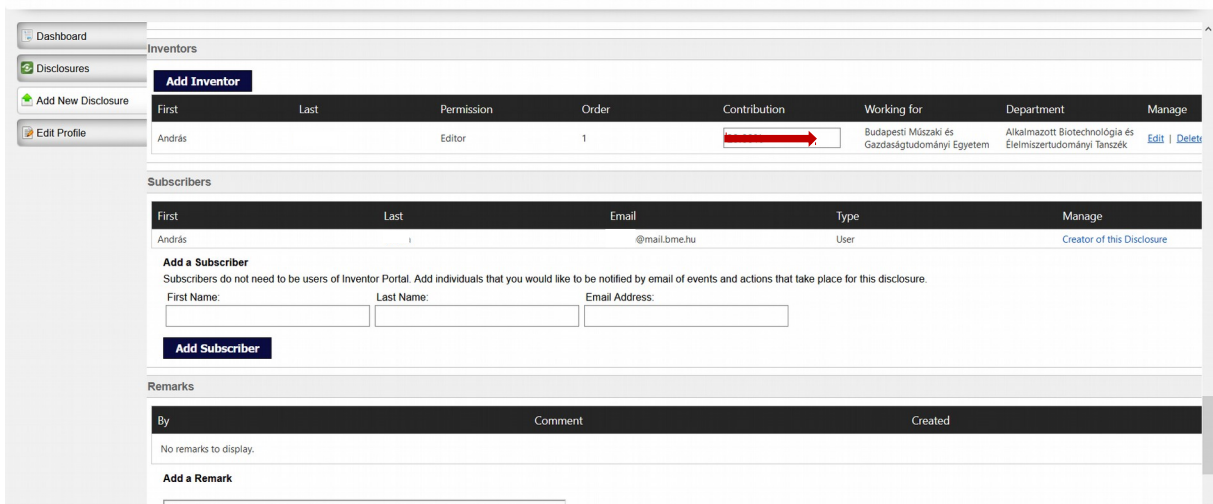 Dashboard
Disclosures
Add New Disclosure
Edit Profile
Inventors
Add Inventor
First Last Permission Order Contribution Working for Department Manage
András Editor 1 Budapesti Műszaki és Gazdaságtudományi Egyetem Alkalmazott Biotechnológia és Élelmiszertudományi Tanszék Edit | Delete
Subscribers
First Last Email Type Manage
András @mail.bme.hu User Creator of this Disclosure
Add a Subscriber
Subscribers do not need to be users of Inventor Portal. Add individuals that you would like to be notified by email of events and actions that take place for this disclosure.
First Name: Last Name: Email Address:
Add Subscriber
Remarks
By Comment Created
No remarks to display.
Add a Remark